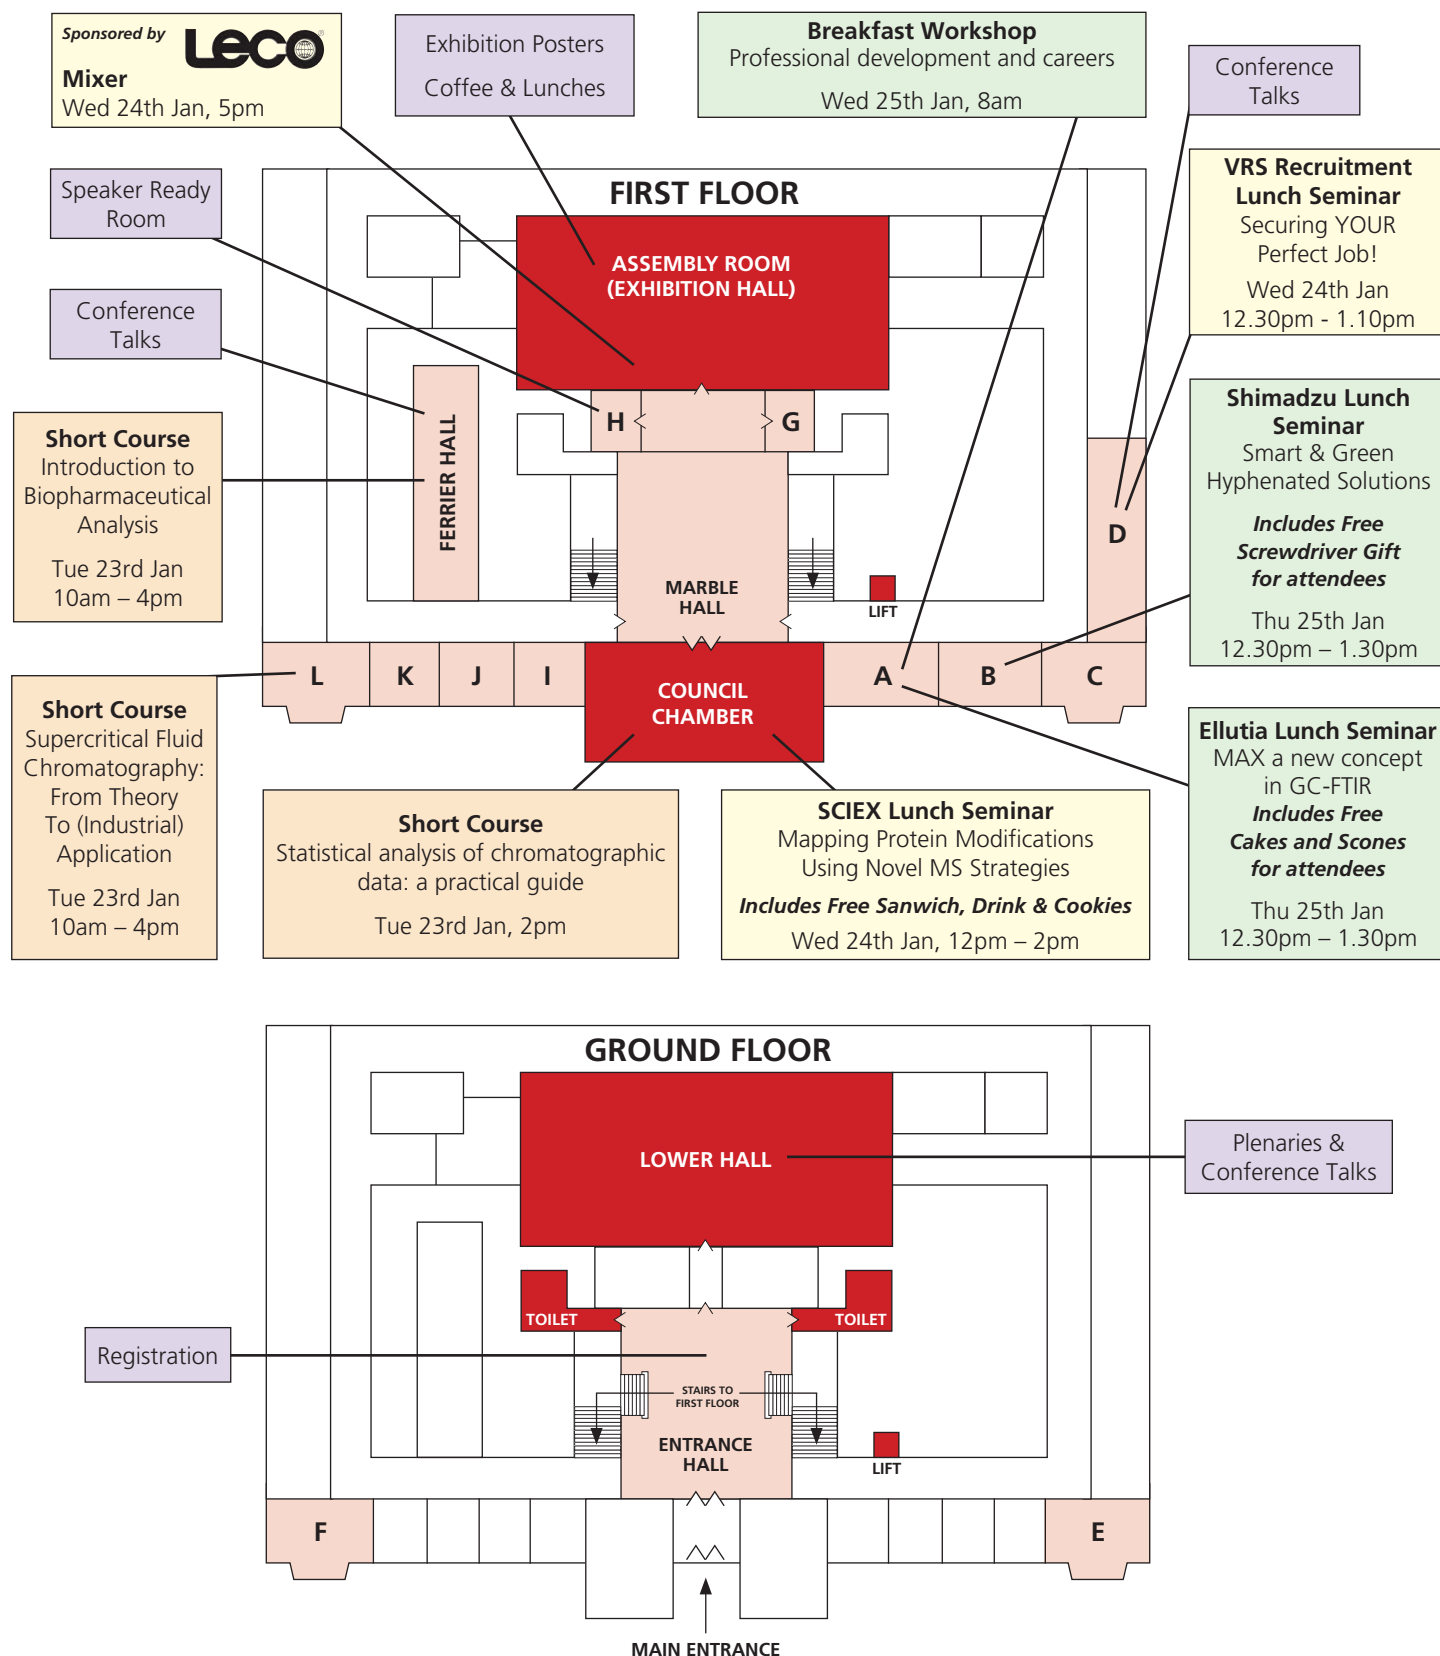 Sponsored by
LECO
Mixer
Wed 24th Jan, 5pm
Exhibition Posters
Coffee & Lunches
Breakfast Workshop
Professional development and careers
Wed 25th Jan, 8am
Conference
Talks
Speaker Ready
Room
Conference
Talks
VRS Recruitment
Lunch Seminar
Securing YOUR
Perfect Job!
Wed 24th Jan
12.30pm - 1.10pm
FIRST FLOOR
ASSEMBLY ROOM
(EXHIBITION HALL)
H
G
FERRIER HALL
MARBLE
HALL
LIFT
D
Short Course
Introduction to
Biopharmaceutical
Analysis
Tue 23rd Jan
10am – 4pm
Shimadzu Lunch
Seminar
Smart & Green
Hyphenated Solutions
Includes Free
Screwdriver Gift
for attendees
Thu 25th Jan
12.30pm – 1.30pm
L
K
J
I
COUNCIL
CHAMBER
A
B
C
Short Course
Supercritical Fluid
Chromatography:
From Theory
To (Industrial)
Application
Tue 23rd Jan
10am – 4pm
Short Course
Statistical analysis of chromatographic
data: a practical guide
Tue 23rd Jan, 2pm
SCIEX Lunch Seminar
Mapping Protein Modifications
Using Novel MS Strategies
Includes Free Sanwich, Drink & Cookies
Wed 24th Jan, 12pm – 2pm
Ellutia Lunch Seminar
MAX a new concept
in GC-FTIR
Includes Free
Cakes and Scones
for attendees
Thu 25th Jan
12.30pm – 1.30pm
GROUND FLOOR
LOWER HALL
Plenaries &
Conference Talks
TOILET
TOILET
Registration
STAIRS TO
FIRST FLOOR
ENTRANCE
HALL
LIFT
F
E
MAIN ENTRANCE